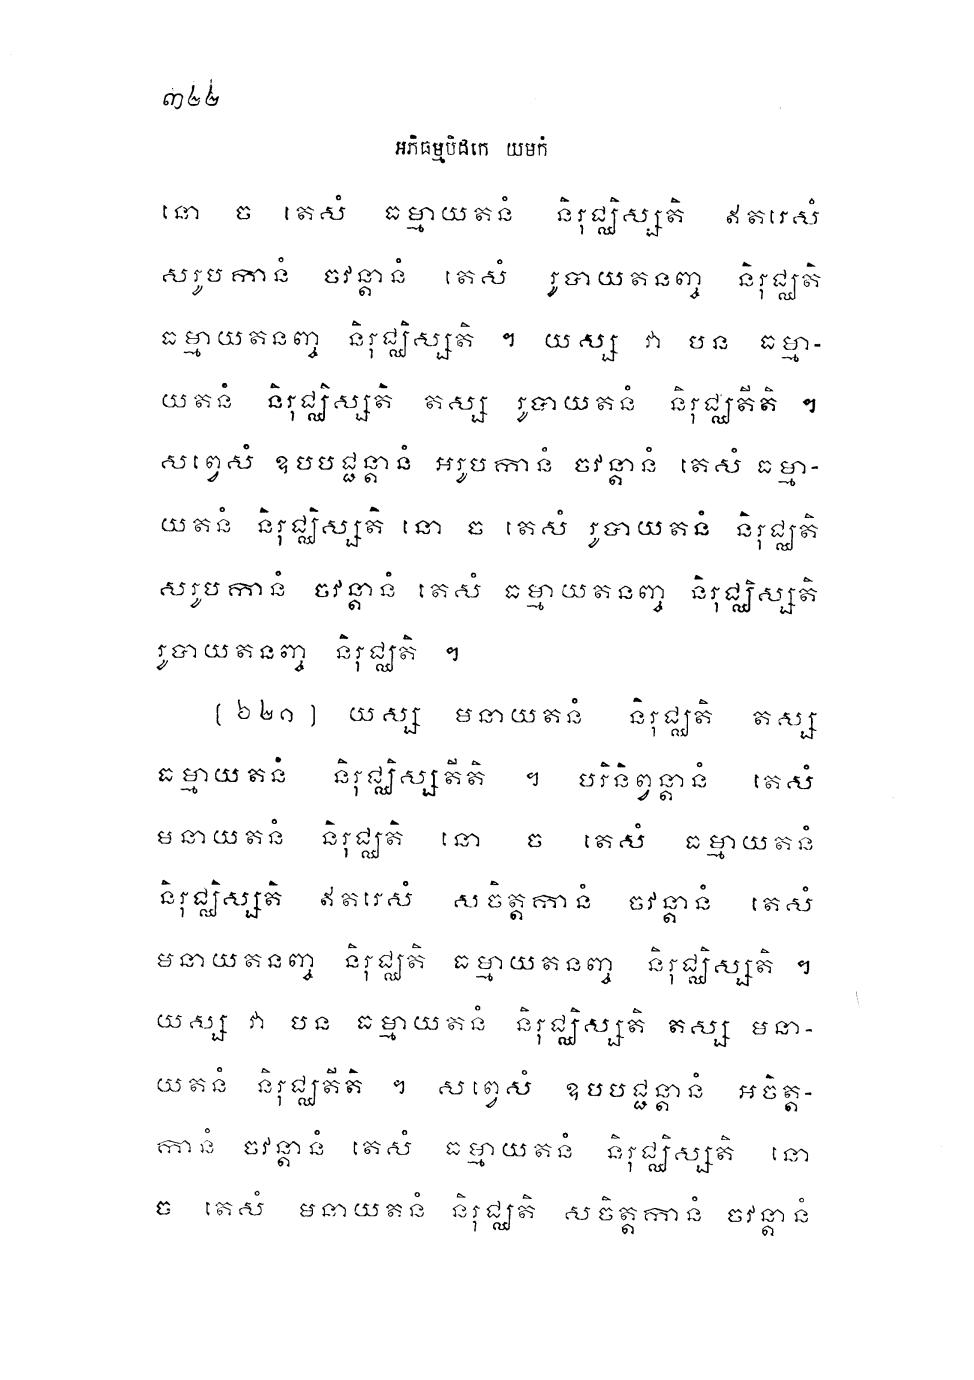 ៣៤៤
អភិធម្មបិដកេ យមកំ
នោ ច តេសំ ធម្មាយតនំ និរុជ្ឈិស្សតិ ឥតរេសំ
សរូបកានំ ចវន្តានំ តេសំ រូបាយតនញ្ច និរុជ្ឈតិ
ធម្មាយតនញ្ច និរុជ្ឈិស្សតិ ។ យស្ស វា បន ធម្មា-
យតនំ និរុជ្ឈិស្សតិ តស្ស រូបាយតនំ និរុជ្ឈតីតិ ។
សព្វេសំ ឧបបជ្ជន្តានំ អរូបកានំ ចវន្តានំ តេសំ ធម្មា-
យតនំ និរុជ្ឈិស្សតិ នោ ច តេសំ រូបាយតនំ និរុជ្ឈតិ
សរូបកានំ ចវន្តានំ តេសំ ធម្មាយតនញ្ច និរុជ្ឈិស្សតិ
រូបាយតនញ្ច និរុជ្ឈតិ ។
[៦២១] យស្ស មនាយតនំ និរុជ្ឈតិ តស្ស
ធម្មាយតនំ និរុជ្ឈិស្សតីតិ ។ បរិនិព្វន្តានំ តេសំ
មនាយតនំ និរុជ្ឈតិ នោ ច តេសំ ធម្មាយតនំ
និរុជ្ឈិស្សតិ ឥតរេសំ សចិត្តកានំ ចវន្តានំ តេសំ
មនាយតនញ្ច និរុជ្ឈតិ ធម្មាយតនញ្ច និរុជ្ឈិស្សតិ ។
យស្ស វា បន ធម្មាយតនំ និរុជ្ឈិស្សតិ តស្ស មនា-
យតនំ និរុជ្ឈតីតិ ។ សព្វេសំ ឧបបជ្ជន្តានំ អចិត្ត-
កានំ ចវន្តានំ តេសំ ធម្មាយតនំ និរុជ្ឈិស្សតិ នោ
ច តេសំ មនាយតនំ និរុជ្ឈតិ សចិត្តកានំ ចវន្តានំ